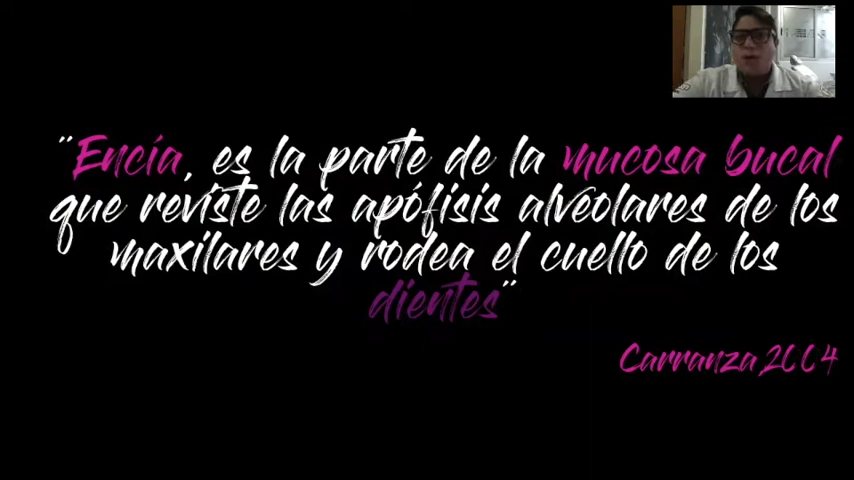 "Encía, es la parte de la mucosa bucal
que reviste las apófisis alveolares de los
maxilares y rodea el cuello de los
dientes"
Carranza 2004